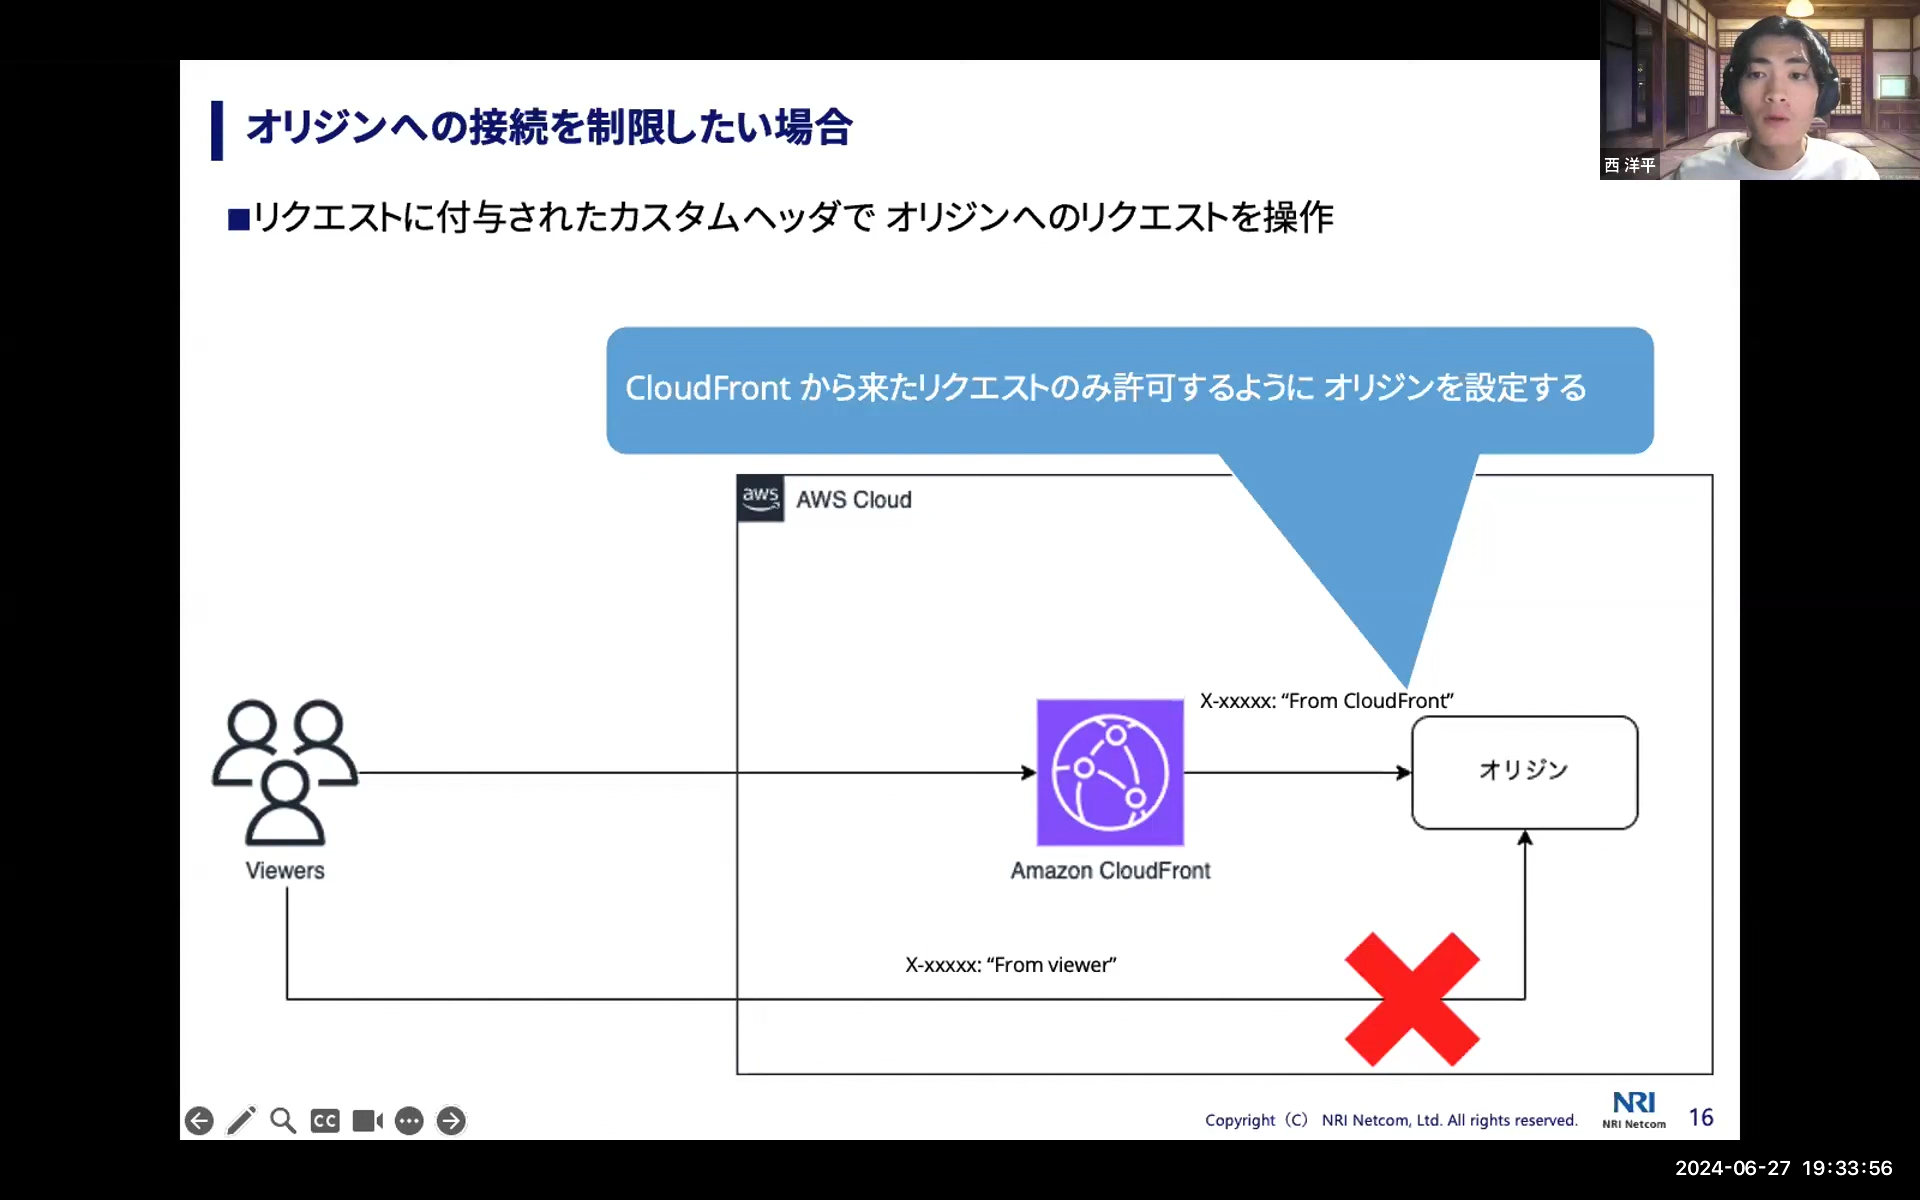 オリジンへの接続を制限したい場合
西 洋平
■リクエストに付与されたカスタムヘッダで オリジンへのリクエストを操作
CloudFront から来たリクエストのみ許可するように オリジンを設定する
aws
AWS Cloud
X-xxxxx: “From CloudFront”
オリジン
Viewers
Amazon CloudFront
X-xxxxx: “From viewer”
CC
Copyright（C） NRI Netcom, Ltd. All rights reserved.
NRI
NRI Netcom
16
2024-06-27 19:33:56